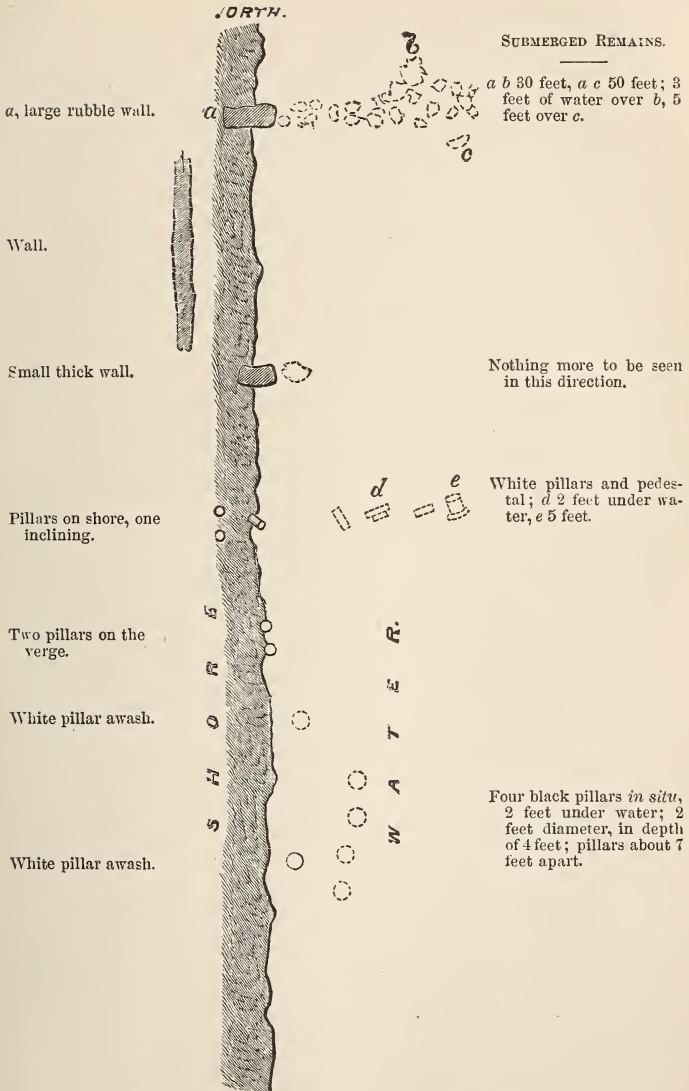 NORTH.
SUBMERGED REMAINS.
a b 30 feet, a c 50 feet; 3
feet of water over b, 5
feet over c.
a, large rubble wall.
a
b
c
Wall.
Small thick wall.
Nothing more to be seen
in this direction.
d
e
White pillars and pedes-
tal; d 2 feet under wa-
ter, e 5 feet.
Pillars on shore, one
inclining.
Two pillars on the
verge.
White pillar awash.
SHORE
WATER.
Four black pillars in situ,
2 feet under water; 2
feet diameter, in depth
of 4 feet; pillars about 7
feet apart.
White pillar awash.